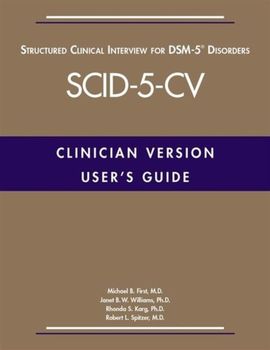 STRUCTURED CLINICAL INTERVIEW FOR DSM-5® DISORDERS
SCID-5-CV
CLINICIAN VERSION
USER'S GUIDE
Michael B. First, M.D.
Janet B. W. Williams, Ph.D.
Rhonda S. Karg, Ph.D.
Robert L. Spitzer, M.D.